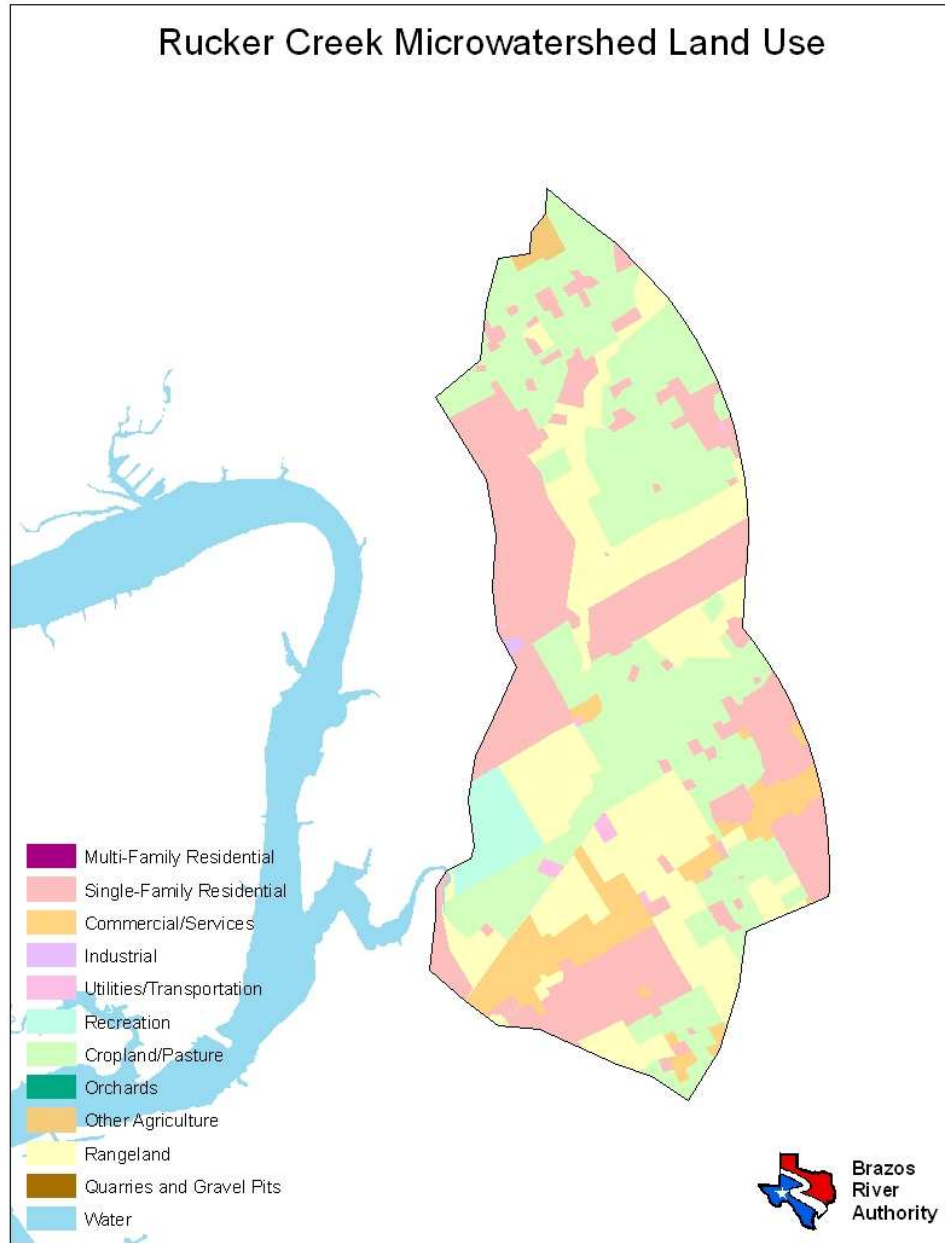 Rucker Creek Microwatershed Land Use
Multi-Family Residential
Single-Family Residential
Commercial/Services
Industrial
Utilities/Transportation
Recreation
Cropland/Pasture
Orchards
Other Agriculture
Rangeland
Quarries and Gravel Pits
Water
Brazos
River
Authority